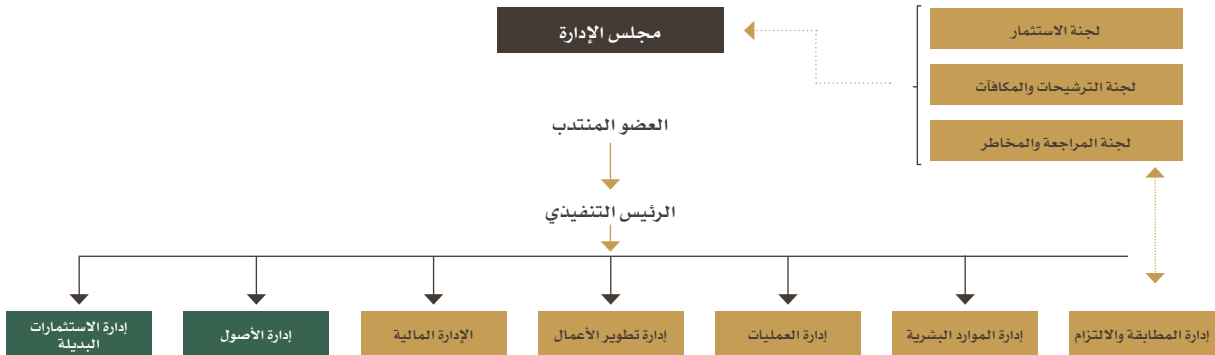 مجلس الإدارة
لجنة الاستثمار
لجنة الترشيحات والمكافآت
لجنة المراجعة والمخاطر
العضو المنتدب
الرئيس التنفيذي
إدارة المطابقة والالتزام
إدارة الموارد البشرية
إدارة العمليات
إدارة تطوير الأعمال
الإدارة المالية
إدارة الأصول
إدارة الاستثمارات
البديلة